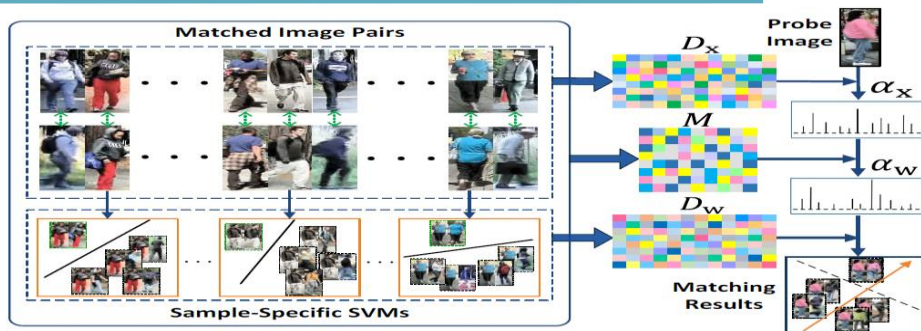 Matched Image Pairs
Probe
Image
Dx
αx
M
αw
Dw
Matching
Results
Sample-Specific SVMs